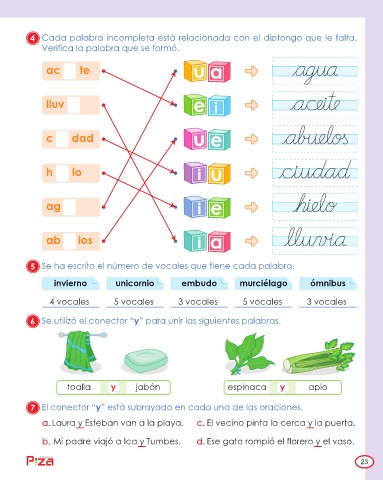 4 Cada palabra incompleta está relacionada con el diptongo que le falta.
Verifica la palabra que se formó.
ac te ua agua
lluv ei aceite
c dad ue abuelos
h lo iu ciudad
ag ie hielo
ab los ia lluvia
5 Se ha escrito el número de vocales que tiene cada palabra.
invierno unicornio embudo murciélago ómnibus
4 vocales 5 vocales 3 vocales 5 vocales 3 vocales
6 Se utilizó el conector “y” para unir las siguientes palabras.
toalla y jabón espinaca y apio
7 El conector “y” está subrayado en cada una de las oraciones.
a. Laura y Esteban van a la playa. c. El vecino pinta la cerca y la puerta.
b. Mi padre viajó a Ica y Tumbes. d. Ese gato rompió el florero y el vaso.
23